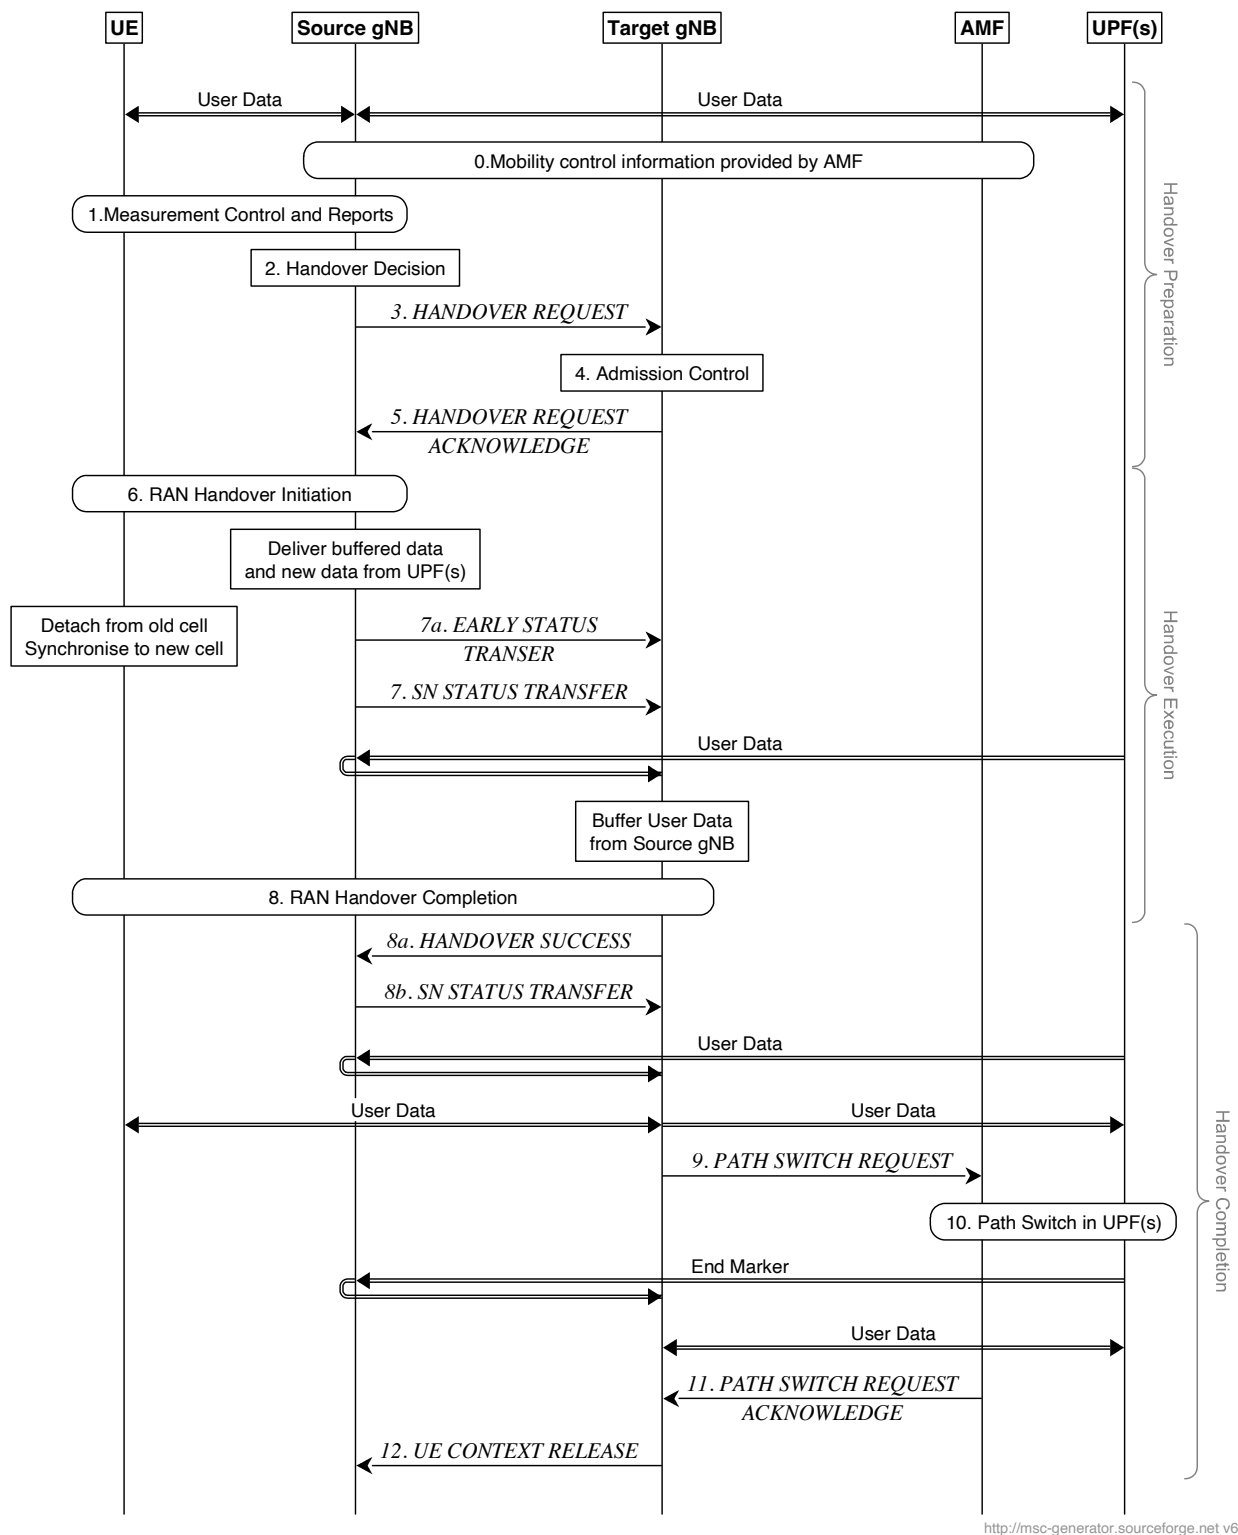 UE
Source gNB
Target gNB
AMF
UPF(s)
User Data
User Data
0.Mobility control information provided by AMF
1.Measurement Control and Reports
2. Handover Decision
3. HANDOVER REQUEST
4. Admission Control
5. HANDOVER REQUEST
ACKNOWLEDGE
Handover Preparation
6. RAN Handover Initiation
Deliver buffered data
and new data from UPF(s)
Detach from old cell
Synchronise to new cell
7a. EARLY STATUS
TRANSER
7. SN STATUS TRANSFER
User Data
Buffer User Data
from Source gNB
8. RAN Handover Completion
Handover Execution
8a. HANDOVER SUCCESS
8b. SN STATUS TRANSFER
User Data
User Data
User Data
9. PATH SWITCH REQUEST
10. Path Switch in UPF(s)
End Marker
User Data
11. PATH SWITCH REQUEST
ACKNOWLEDGE
12. UE CONTEXT RELEASE
Handover Completion
http://msc-generator.sourceforge.net v6